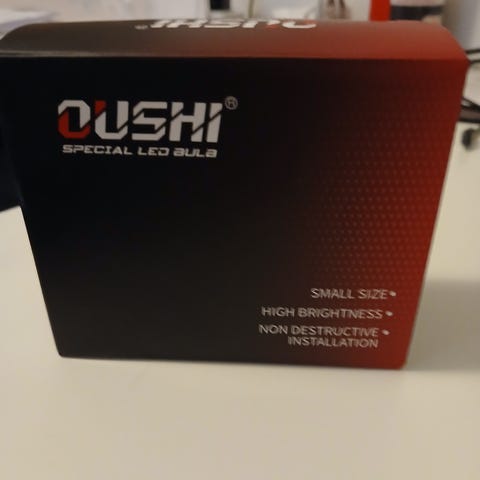 OUSHI®
SPECIAL LED BULB
SMALL SIZE •
HIGH BRIGHTNESS •
NON DESTRUCTIVE •
INSTALLATION